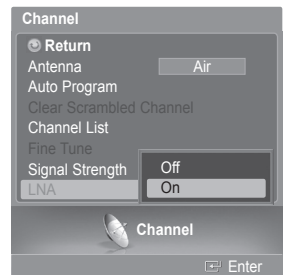 Channel
Return
Antenna Air
Auto Program
Clear Scrambled Channel
Channel List
Fine Tune
Signal Strength Off
LNA On
Channel
Enter